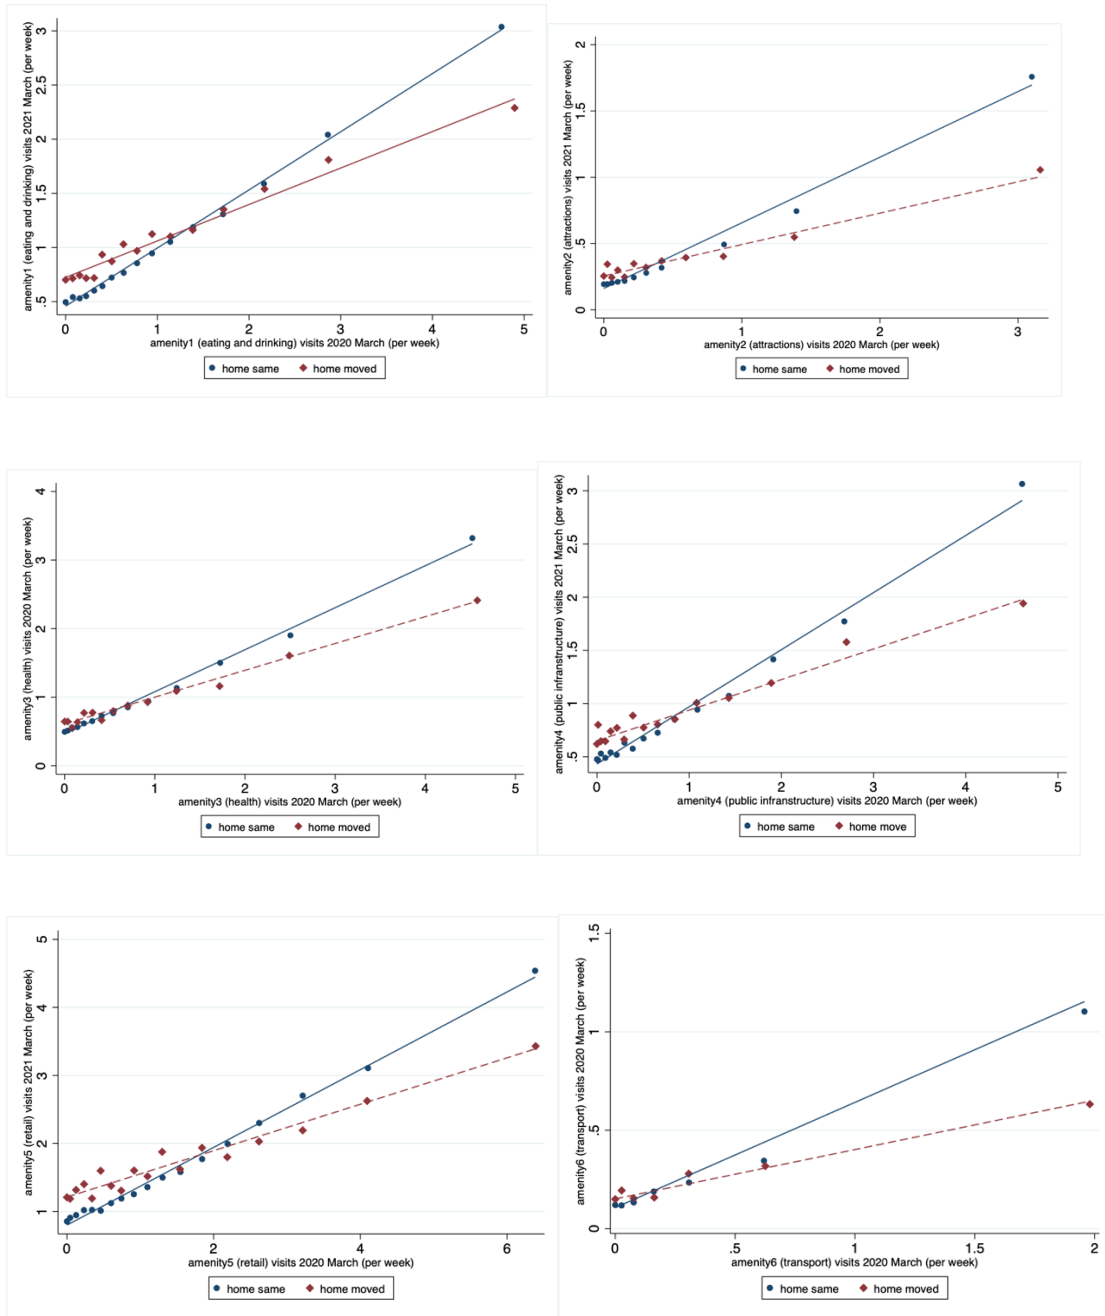 amenity1 (eating and drinking) visits 2021 March (per week)
3
2.5
2
1.5
1
.5
0 1 2 3 4 5
amenity1 (eating and drinking) visits 2020 March (per week)
home same home moved
amenity2 (attractions) visits 2021 March (per week)
2
1.5
1
.5
0
0 1 2 3
amenity2 (attractions) visits 2020 March (per week)
home same home moved
amenity3 (health) visits 2020 March (per week)
4
3
2
1
0
0 1 2 3 4 5
amenity3 (health) visits 2020 March (per week)
home same home moved
amenity4 (public infranstructure) visits 2021 March (per week)
3
2.5
2
1.5
1
.5
0 1 2 3 4 5
amenity4 (public infranstructure) visits 2020 March (per week)
home same home move
amenity5 (retail) visits 2021 March (per week)
5
4
3
2
1
0 2 4 6
amenity5 (retail) visits 2020 March (per week)
home same home moved
amenity6 (transport) visits 2020 March (per week)
1.5
1
.5
0
0 .5 1 1.5 2
amenity6 (transport) visits 2020 March (per week)
home same home moved